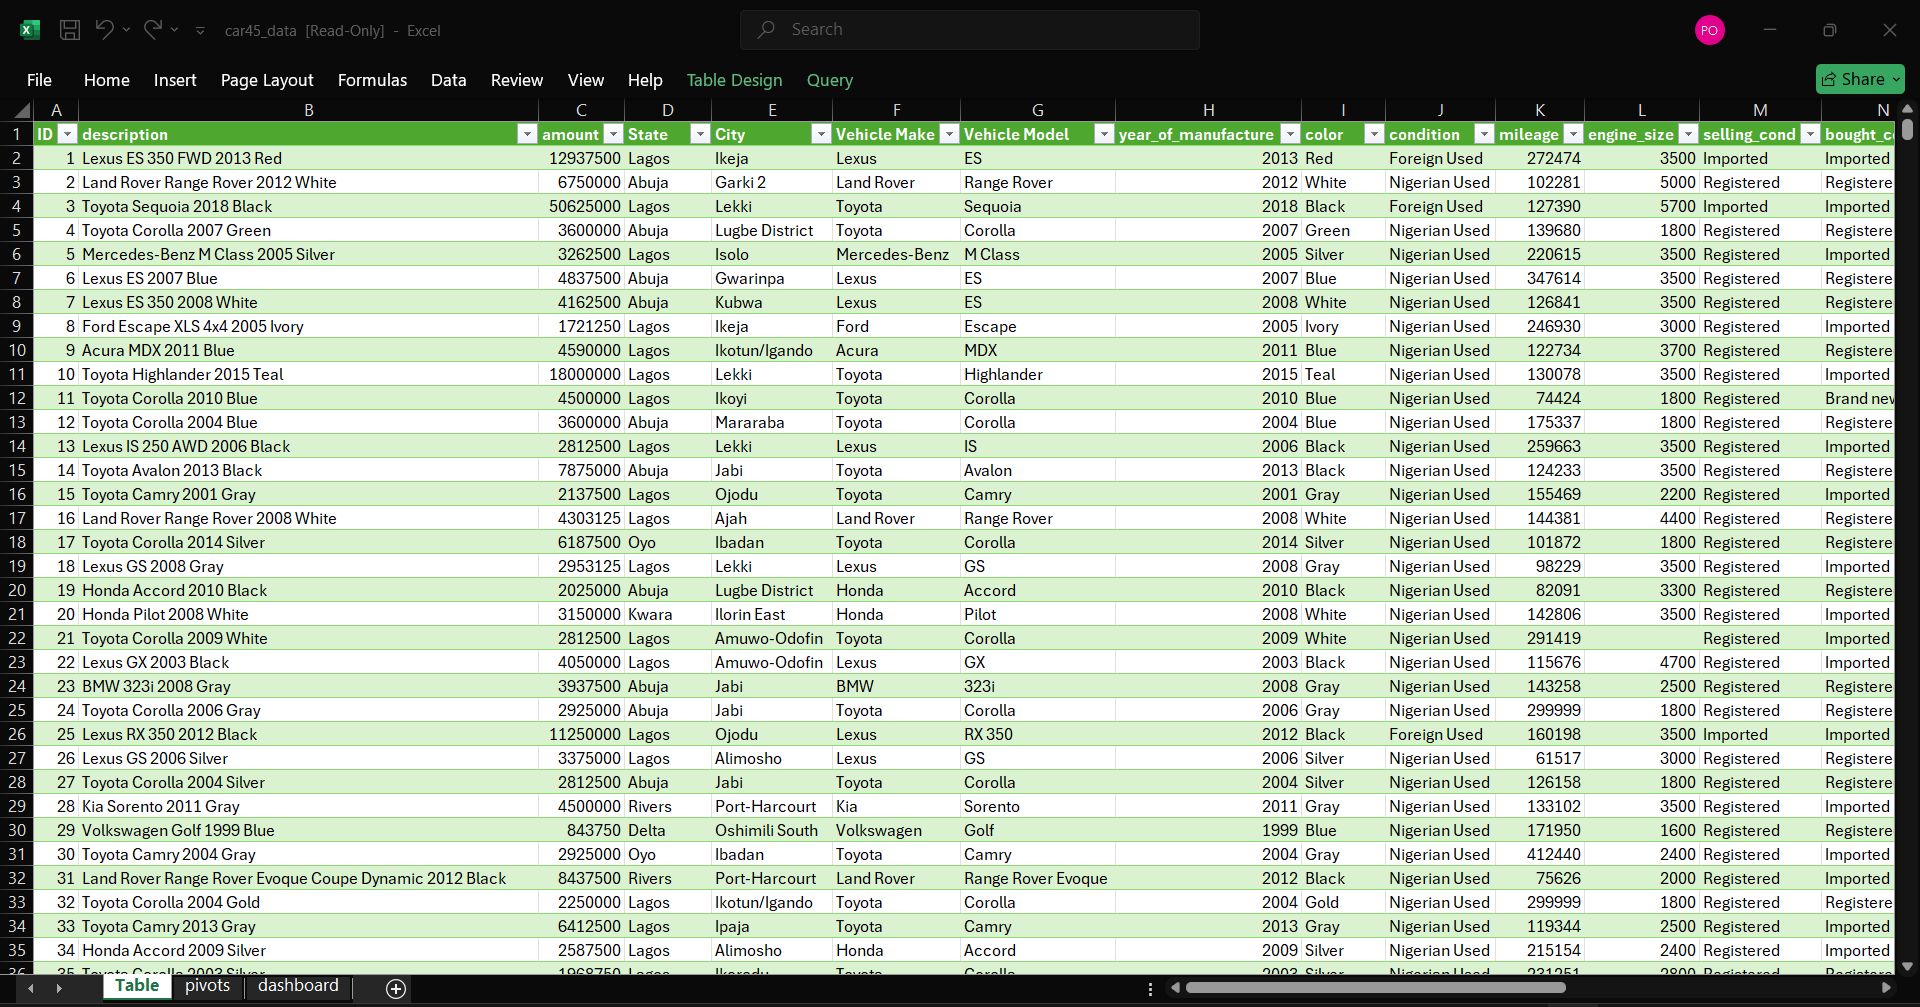 car45_data [Read-Only] - Excel
Search
PO
File Home Insert Page Layout Formulas Data Review View Help Table Design Query Share
A B C D E F G H I J K L M N
1 ID description amount State City Vehicle Make Vehicle Model year_of_manufacture color condition mileage engine_size selling_cond bought_c
2 1 Lexus ES 350 FWD 2013 Red 12937500 Lagos Ikeja Lexus ES 2013 Red Foreign Used 272474 3500 Imported Imported
3 2 Land Rover Range Rover 2012 White 6750000 Abuja Garki 2 Land Rover Range Rover 2012 White Nigerian Used 102281 5000 Registered Registere
4 3 Toyota Sequoia 2018 Black 50625000 Lagos Lekki Toyota Sequoia 2018 Black Foreign Used 127390 5700 Imported Imported
5 4 Toyota Corolla 2007 Green 3600000 Abuja Lugbe District Toyota Corolla 2007 Green Nigerian Used 139680 1800 Registered Registere
6 5 Mercedes-Benz M Class 2005 Silver 3262500 Lagos Isolo Mercedes-Benz M Class 2005 Silver Nigerian Used 220615 3500 Registered Imported
7 6 Lexus ES 2007 Blue 4837500 Abuja Gwarinpa Lexus ES 2007 Blue Nigerian Used 347614 3500 Registered Registere
8 7 Lexus ES 350 2008 White 4162500 Abuja Kubwa Lexus ES 2008 White Nigerian Used 126841 3500 Registered Registere
9 8 Ford Escape XLS 4x4 2005 Ivory 1721250 Lagos Ikeja Ford Escape 2005 Ivory Nigerian Used 246930 3000 Registered Imported
10 9 Acura MDX 2011 Blue 4590000 Lagos Ikotun/Igando Acura MDX 2011 Blue Nigerian Used 122734 3700 Registered Registere
11 10 Toyota Highlander 2015 Teal 18000000 Lagos Lekki Toyota Highlander 2015 Teal Nigerian Used 130078 3500 Registered Imported
12 11 Toyota Corolla 2010 Blue 4500000 Lagos Ikoyi Toyota Corolla 2010 Blue Nigerian Used 74424 1800 Registered Brand new
13 12 Toyota Corolla 2004 Blue 3600000 Abuja Mararaba Toyota Corolla 2004 Blue Nigerian Used 175337 1800 Registered Registere
14 13 Lexus IS 250 AWD 2006 Black 2812500 Lagos Lekki Lexus IS 2006 Black Nigerian Used 259663 3500 Registered Imported
15 14 Toyota Avalon 2013 Black 7875000 Abuja Jabi Toyota Avalon 2013 Black Nigerian Used 124233 3500 Registered Registere
16 15 Toyota Camry 2001 Gray 2137500 Lagos Ojodu Toyota Camry 2001 Gray Nigerian Used 155469 2200 Registered Imported
17 16 Land Rover Range Rover 2008 White 4303125 Lagos Ajah Land Rover Range Rover 2008 White Nigerian Used 144381 4400 Registered Registere
18 17 Toyota Corolla 2014 Silver 6187500 Oyo Ibadan Toyota Corolla 2014 Silver Nigerian Used 101872 1800 Registered Registere
19 18 Lexus GS 2008 Gray 2953125 Lagos Lekki Lexus GS 2008 Gray Nigerian Used 98229 3500 Registered Registere
20 19 Honda Accord 2010 Black 2025000 Abuja Lugbe District Honda Accord 2010 Black Nigerian Used 82091 3300 Registered Registere
21 20 Honda Pilot 2008 White 3150000 Kwara Ilorin East Honda Pilot 2008 White Nigerian Used 142806 3500 Registered Imported
22 21 Toyota Corolla 2009 White 2812500 Lagos Amuwo-Odofin Toyota Corolla 2009 White Nigerian Used 291419 Registered Imported
23 22 Lexus GX 2003 Black 4050000 Lagos Amuwo-Odofin Lexus GX 2003 Black Nigerian Used 115676 4700 Registered Imported
24 23 BMW 323i 2008 Gray 3937500 Abuja Jabi BMW 323i 2008 Gray Nigerian Used 143258 2500 Registered Registere
25 24 Toyota Corolla 2006 Gray 2925000 Abuja Jabi Toyota Corolla 2006 Gray Nigerian Used 299999 1800 Registered Registere
26 25 Lexus RX 350 2012 Black 11250000 Lagos Ojodu Lexus RX 350 2012 Black Foreign Used 160198 3500 Imported Imported
27 26 Lexus GS 2006 Silver 3375000 Lagos Alimosho Lexus GS 2006 Silver Nigerian Used 61517 3000 Registered Registere
28 27 Toyota Corolla 2004 Silver 2812500 Abuja Jabi Toyota Corolla 2004 Silver Nigerian Used 126158 1800 Registered Registere
29 28 Kia Sorento 2011 Gray 4500000 Rivers Port-Harcourt Kia Sorento 2011 Gray Nigerian Used 133102 3500 Registered Imported
30 29 Volkswagen Golf 1999 Blue 843750 Delta Oshimili South Volkswagen Golf 1999 Blue Nigerian Used 171950 1600 Registered Registere
31 30 Toyota Camry 2004 Gray 2925000 Oyo Ibadan Toyota Camry 2004 Gray Nigerian Used 412440 2400 Registered Imported
32 31 Land Rover Range Rover Evoque Coupe Dynamic 2012 Black 8437500 Rivers Port-Harcourt Land Rover Range Rover Evoque 2012 Black Nigerian Used 75626 2000 Registered Imported
33 32 Toyota Corolla 2004 Gold 2250000 Lagos Ikotun/Igando Toyota Corolla 2004 Gold Nigerian Used 299999 1800 Registered Registere
34 33 Toyota Camry 2013 Gray 6412500 Lagos Ipaja Toyota Camry 2013 Gray Nigerian Used 119344 2500 Registered Imported
35 34 Honda Accord 2009 Silver 2587500 Lagos Alimosho Honda Accord 2009 Silver Nigerian Used 215154 2400 Registered Imported
36 35 Toyota Corolla 2003 Silver 1968750 Lagos Ikorodu Toyota Corolla 2003 Silver Nigerian Used 231251 2800 Registered Registere
Table pivots dashboard